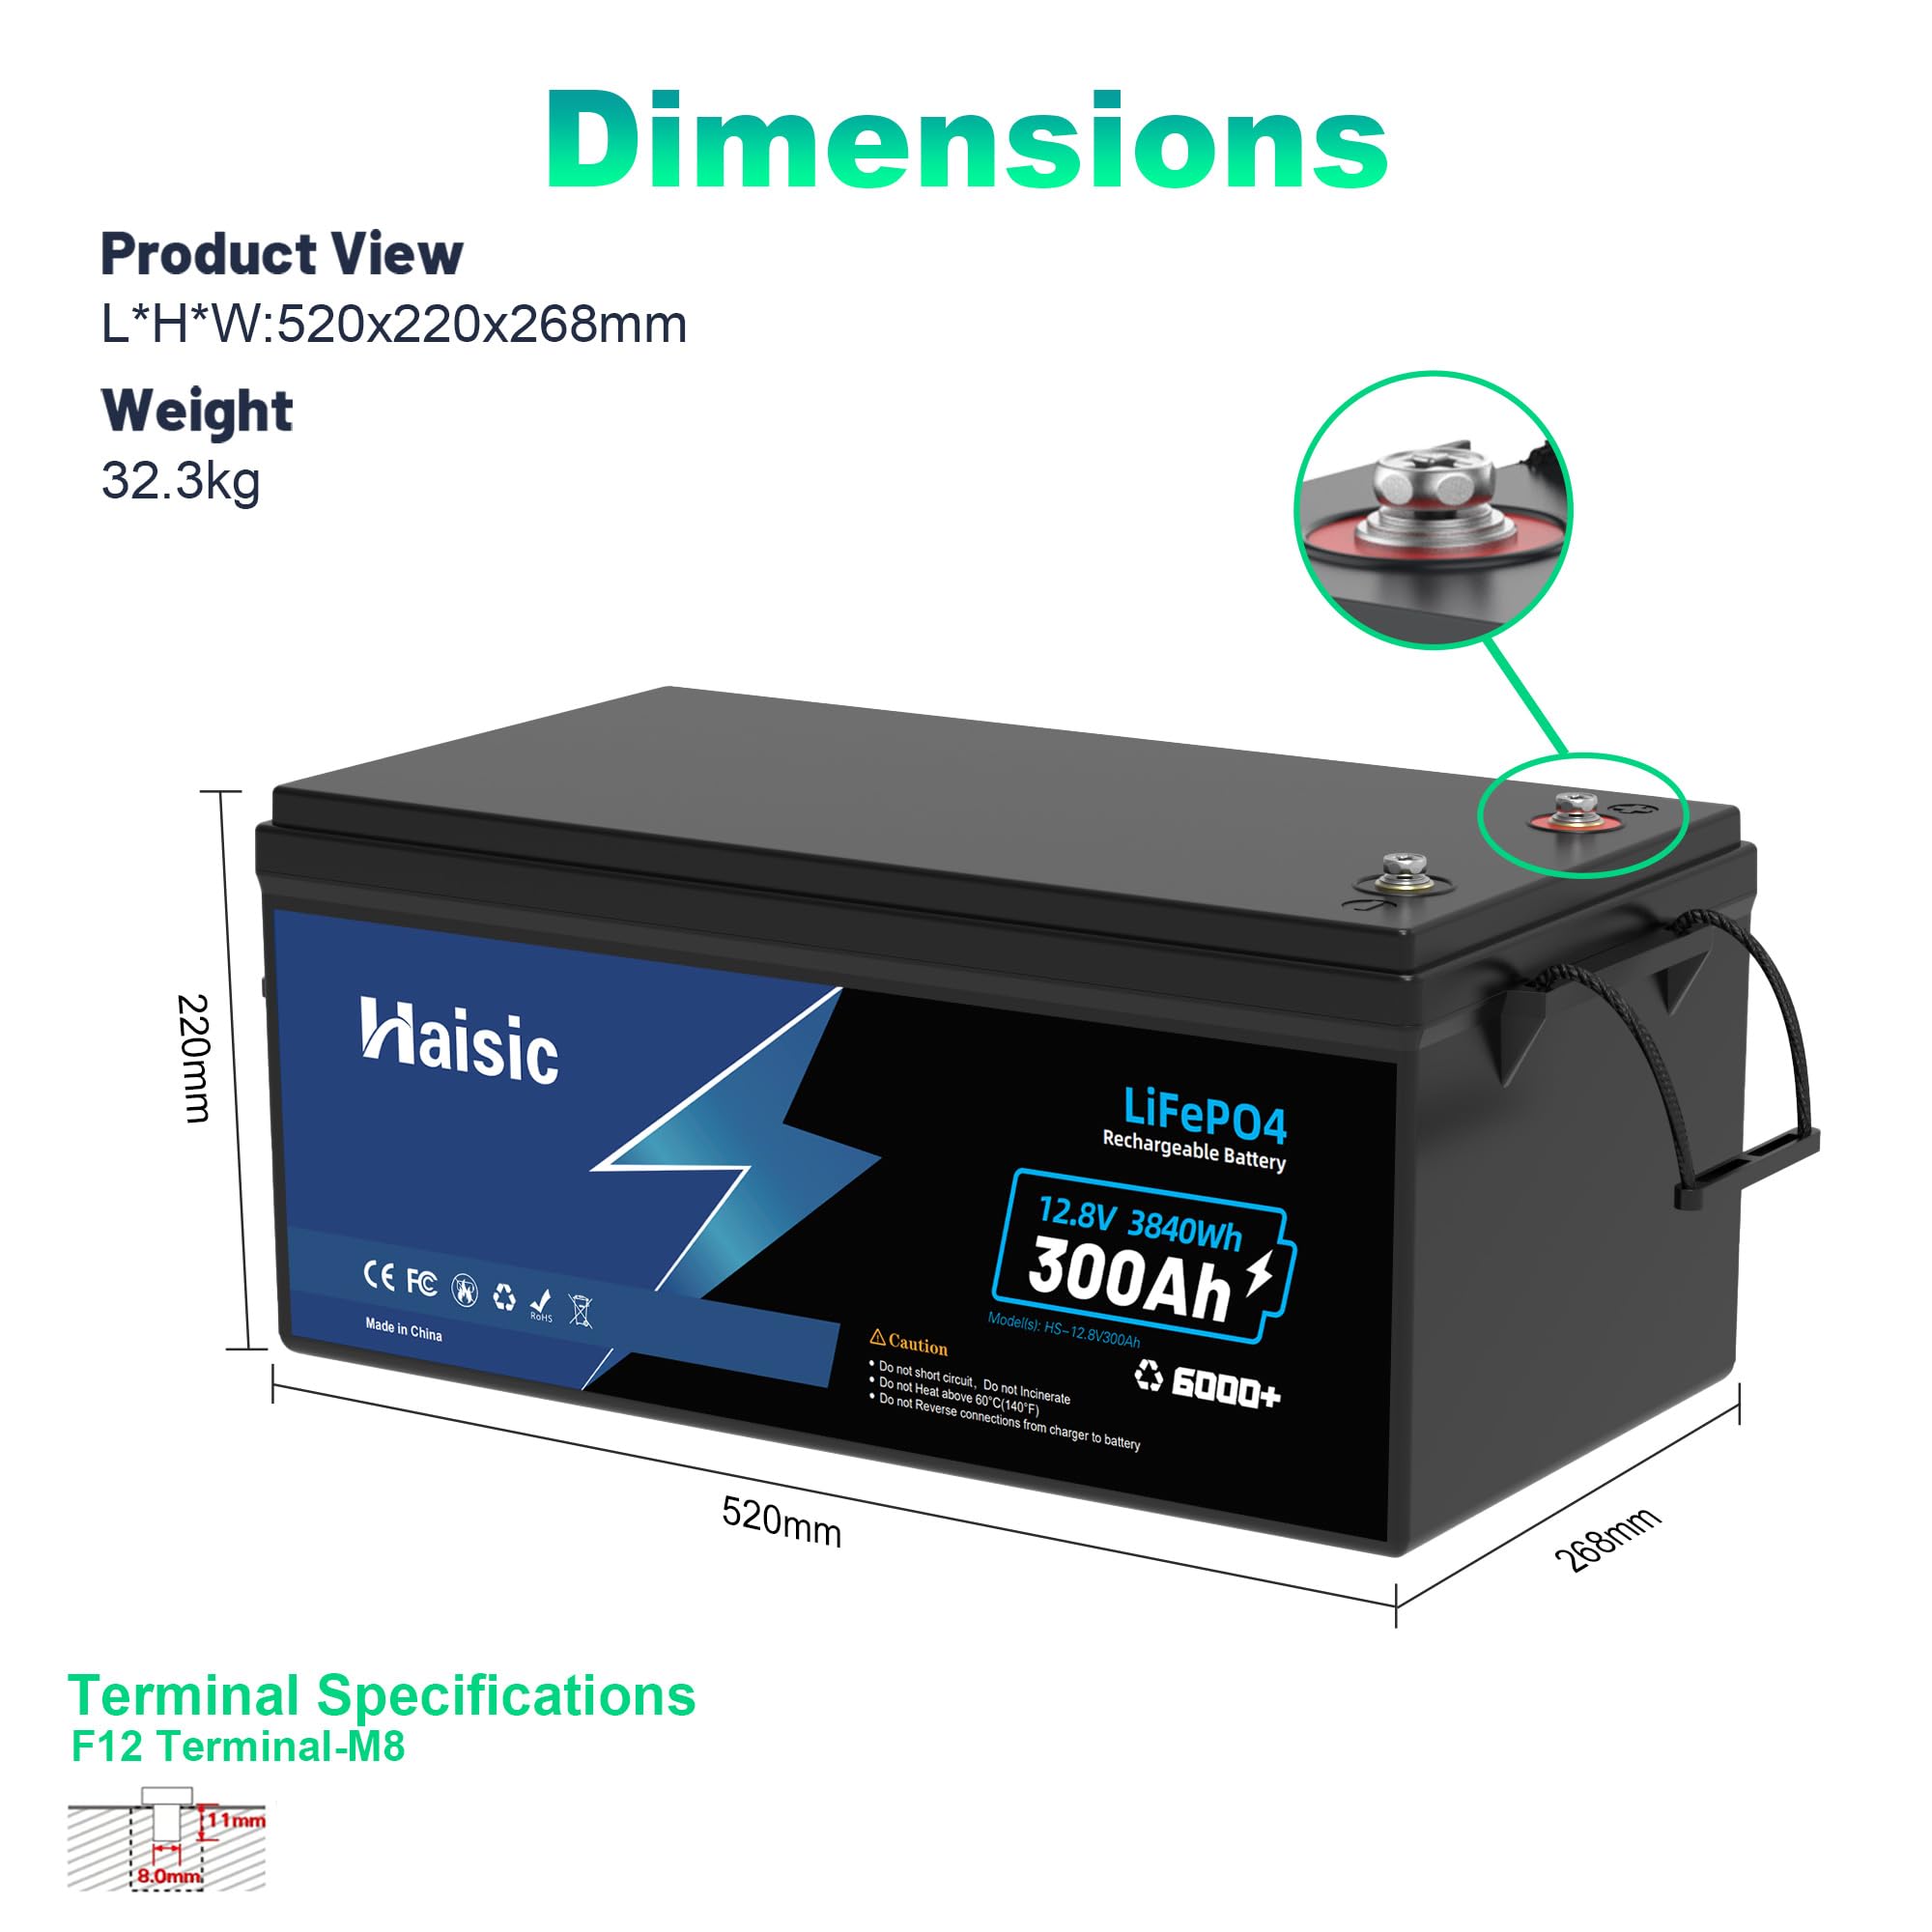 Dimensions
Product View
L*H*W:520x220x268mm
Weight
32.3kg
220mm
Haisic
LiFePO4
Rechargeable Battery
12.8V 3840Wh
300Ah
Model(s): HS-12.8V300Ah
CE FC
RoHS
Made in China
Caution
• Do not short circuit, Do not Incinerate
• Do not Heat above 60°C(140°F)
• Do not Reverse connections from charger to battery
6000+
520mm
268mm
Terminal Specifications
F12 Terminal-M8
11mm
8.0mm